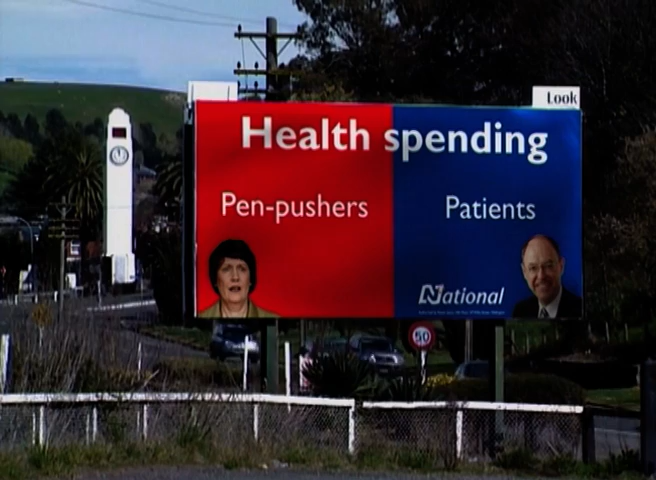 Look
Health spending
Pen-pushers
Patients
National
50